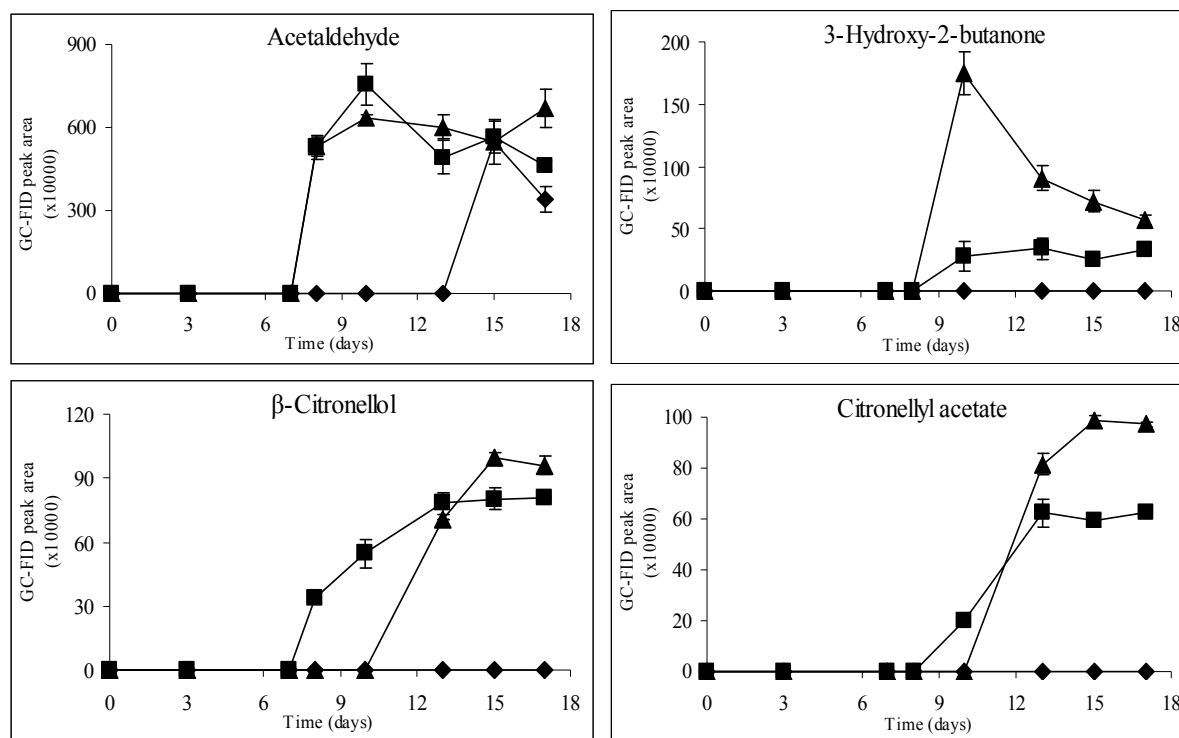 Acetaldehyde
900
600
300
0
0 3 6 9 12 15 18
GC-FID peak area
(x10000)
Time (days)
3-Hydroxy-2-butanone
200
150
100
50
0
0 3 6 9 12 15 18
GC-FID peak area
(x10000)
Time (days)
β-Citronellol
120
90
60
30
0
0 3 6 9 12 15 18
GC-FID peak area
(x10000)
Time (days)
Citronellyl acetate
100
80
60
40
20
0
0 3 6 9 12 15 18
GC-FID peak area
(x10000)
Time (days)